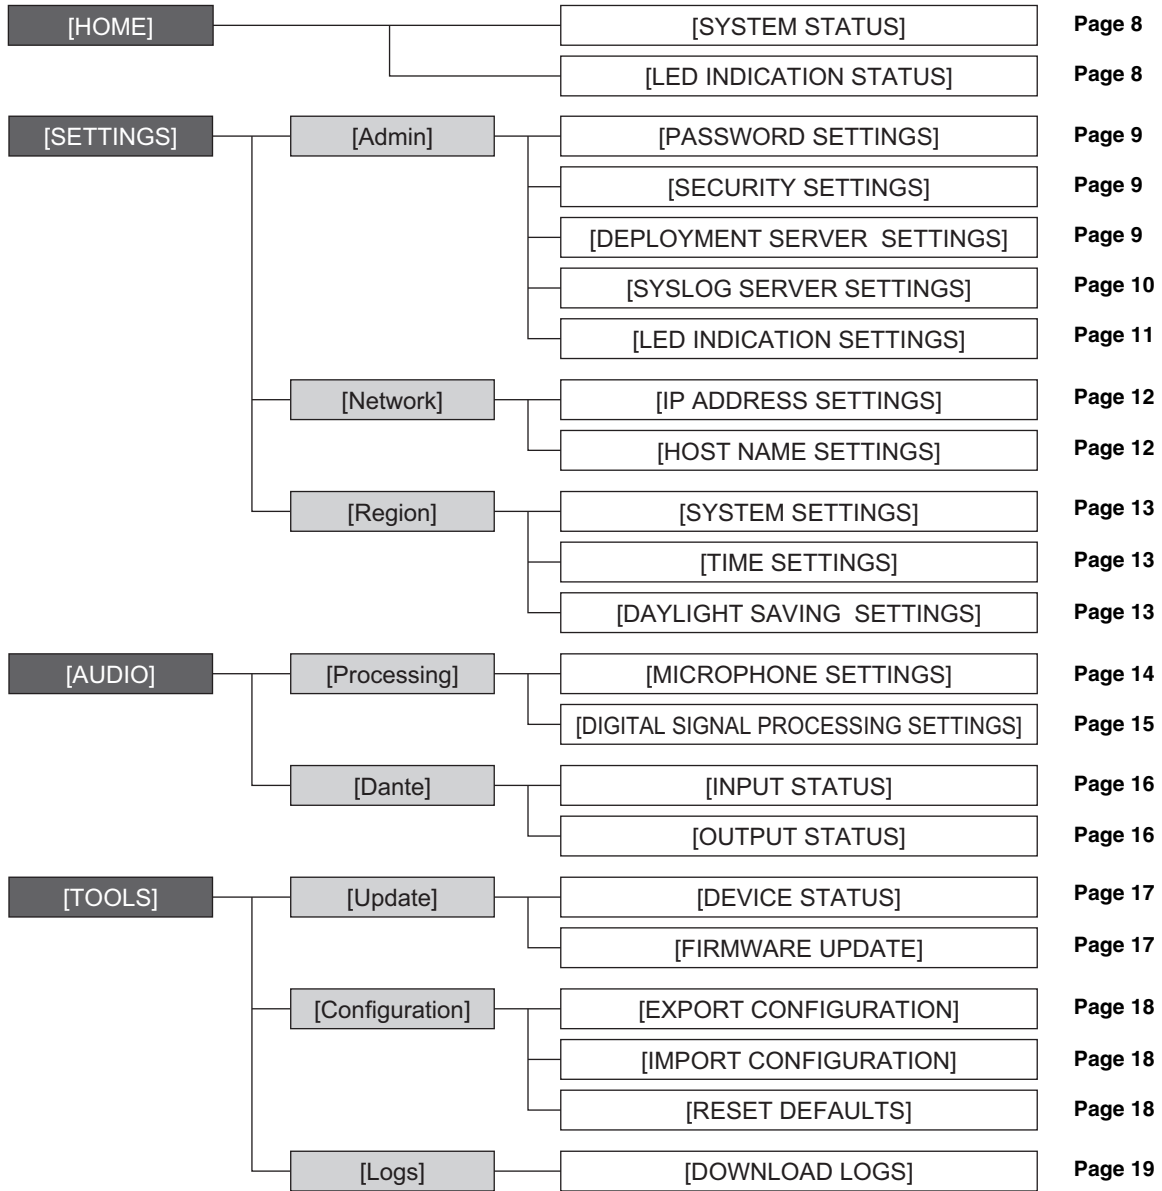 [HOME] [SYSTEM STATUS] Page 8
[LED INDICATION STATUS] Page 8
[SETTINGS] [Admin] [PASSWORD SETTINGS] Page 9
[SECURITY SETTINGS] Page 9
[DEPLOYMENT SERVER  SETTINGS] Page 9
[SYSLOG SERVER SETTINGS] Page 10
[LED INDICATION SETTINGS] Page 11
[Network] [IP ADDRESS SETTINGS] Page 12
[HOST NAME SETTINGS] Page 12
[Region] [SYSTEM SETTINGS] Page 13
[TIME SETTINGS] Page 13
[DAYLIGHT SAVING  SETTINGS] Page 13
[AUDIO] [Processing] [MICROPHONE SETTINGS] Page 14
[DIGITAL SIGNAL PROCESSING SETTINGS] Page 15
[Dante] [INPUT STATUS] Page 16
[OUTPUT STATUS] Page 16
[TOOLS] [Update] [DEVICE STATUS] Page 17
[FIRMWARE UPDATE] Page 17
[Configuration] [EXPORT CONFIGURATION] Page 18
[IMPORT CONFIGURATION] Page 18
[RESET DEFAULTS] Page 18
[Logs] [DOWNLOAD LOGS] Page 19